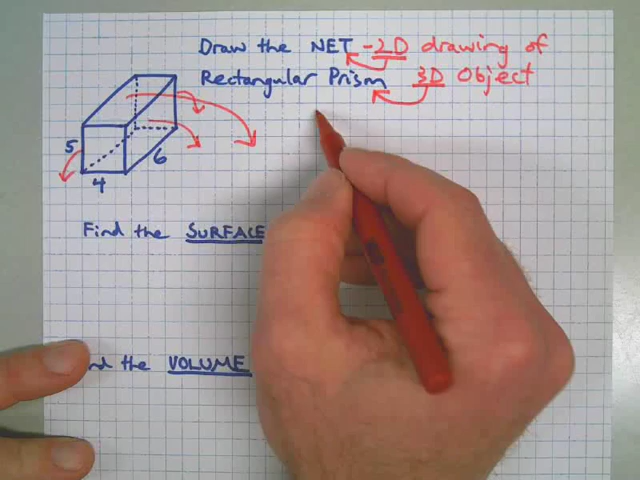 Draw the NET - 2D drawing of
Rectangular Prism 3D Object
5
6
4
Find the SURFACE
the VOLUME